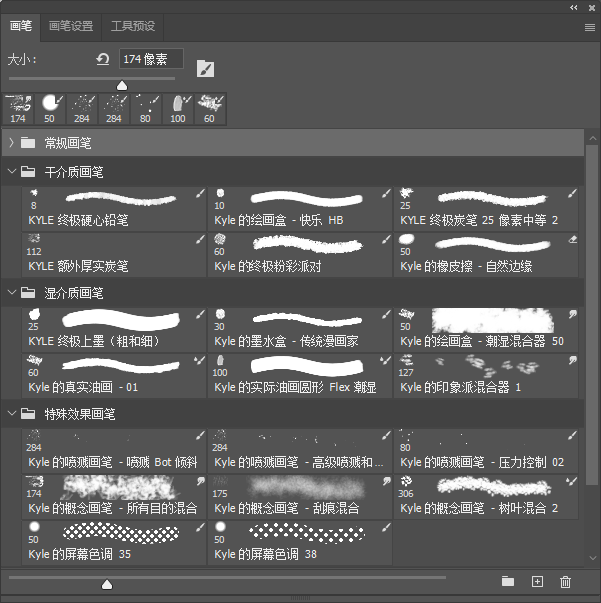 画笔 画笔设置 工具预设
大小: 174 像素
174 50 284 284 80 100 60
常规画笔
干介质画笔
8 10 25
KYLE 终极硬心铅笔 Kyle 的绘画盒 - 快乐 HB KYLE 终极炭笔 25 像素中等 2
112 60 50
KYLE 额外厚实炭笔 Kyle 的终极粉彩派对 Kyle 的橡皮擦 - 自然边缘
湿介质画笔
25 30 50
KYLE 终极上墨（粗和细） Kyle 的墨水盒 - 传统漫画家 Kyle 的绘画盒 - 潮湿混合器 50
60 100 127
Kyle 的真实油画 - 01 Kyle 的实际油画圆形 Flex 潮湿 Kyle 的印象派混合器 1
特殊效果画笔
284 284 80
Kyle 的喷溅画笔 - 喷溅 Bot 倾斜 Kyle 的喷溅画笔 - 高级喷溅和... Kyle 的喷溅画笔 - 压力控制 02
174 175 306
Kyle 的概念画笔 - 所有目的混合 Kyle 的概念画笔 - 刮痕混合 Kyle 的概念画笔 - 树叶混合 2
50 50
Kyle 的屏幕色调 35 Kyle 的屏幕色调 38